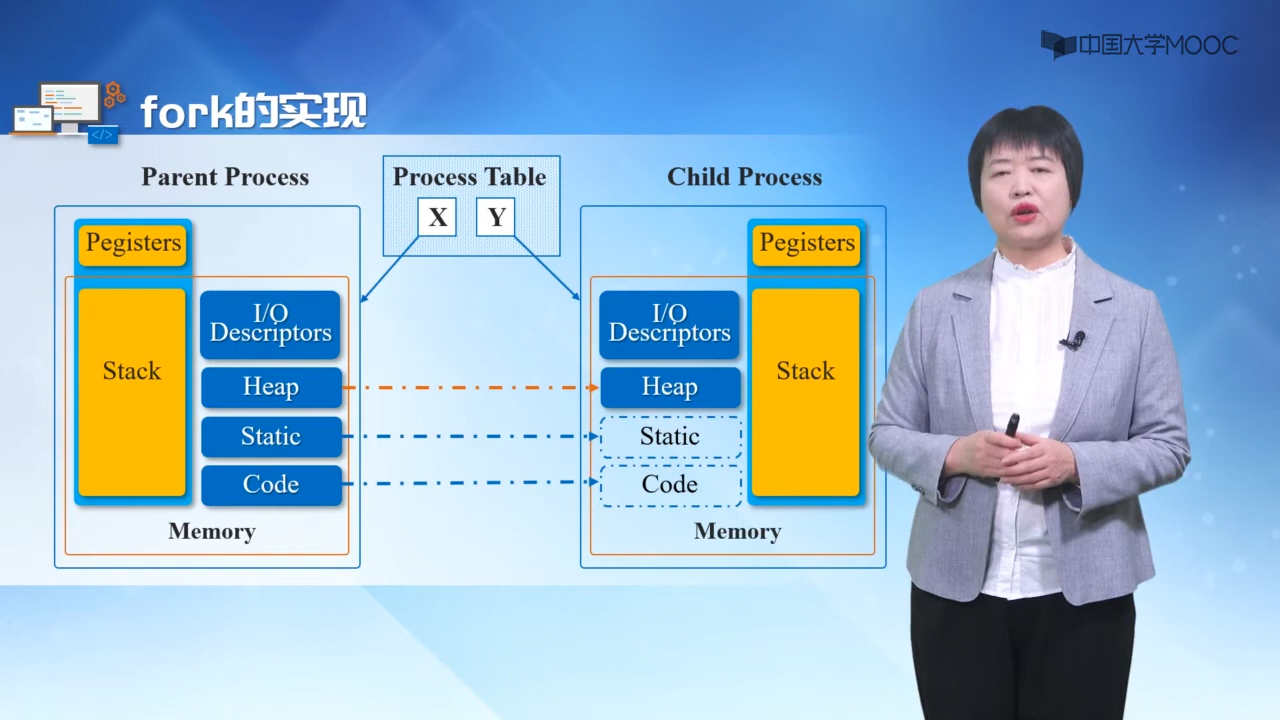 中国大学MOOC
fork的实现
Parent Process
Process Table
Child Process
X
Y
Pegisters
Stack
I/O
Descriptors
Heap
Static
Code
Memory
I/O
Descriptors
Heap
Static
Code
Pegisters
Stack
Memory